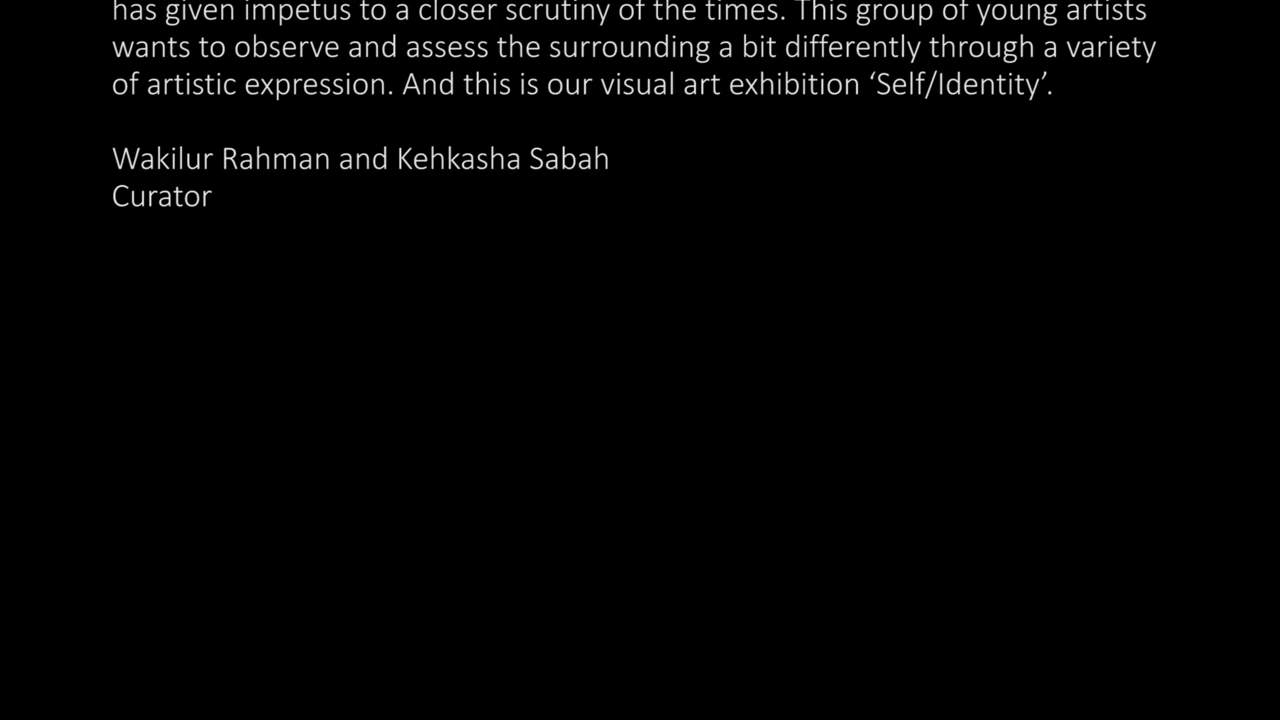 has given impetus to a closer scrutiny of the times. This group of young artists
wants to observe and assess the surrounding a bit differently through a variety
of artistic expression. And this is our visual art exhibition ‘Self/Identity’.
Wakilur Rahman and Kehkasha Sabah
Curator